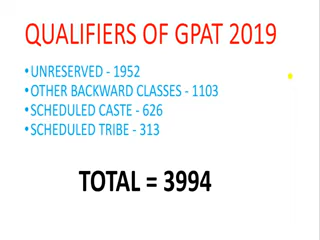 QUALIFIERS OF GPAT 2019
•UNRESERVED - 1952
•OTHER BACKWARD CLASSES - 1103
•SCHEDULED CASTE - 626
•SCHEDULED TRIBE - 313
TOTAL = 3994